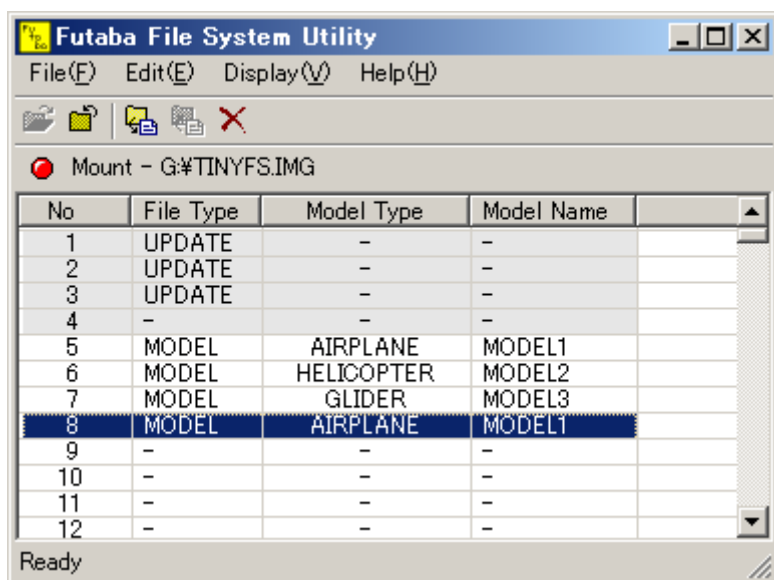 Futaba File System Utility
File(F) Edit(E) Display(V) Help(H)
Mount - G:¥TINYFS.IMG
No File Type Model Type Model Name
1 UPDATE - -
2 UPDATE - -
3 UPDATE - -
4 - - -
5 MODEL AIRPLANE MODEL1
6 MODEL HELICOPTER MODEL2
7 MODEL GLIDER MODEL3
8 MODEL AIRPLANE MODEL1
9 - - -
10 - - -
11 - - -
12 - - -
Ready